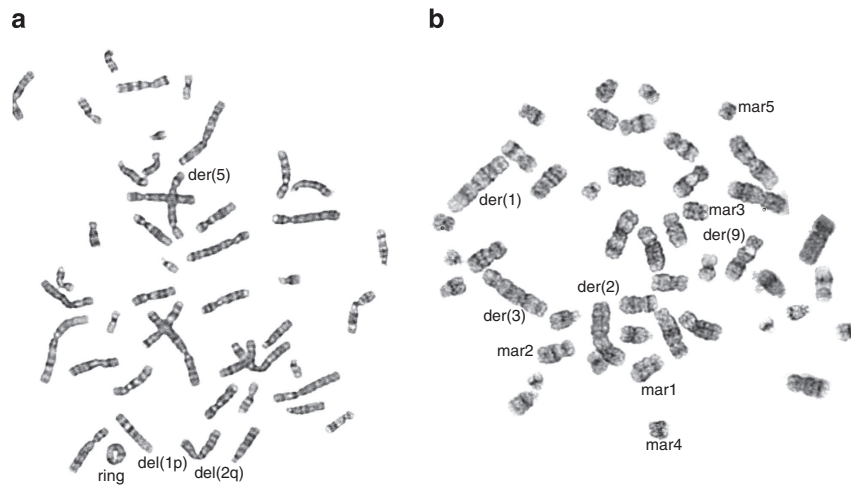 a
b
der(5)
ring
del(1p)
del(2q)
mar5
der(1)
mar3
der(9)
der(2)
der(3)
mar2
mar1
mar4